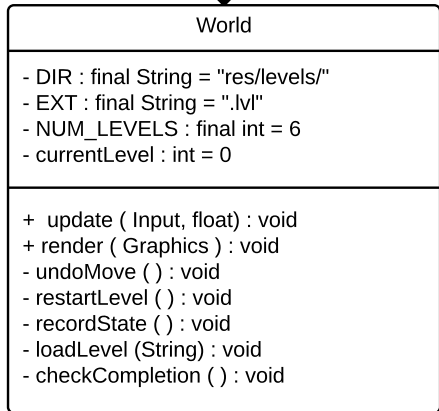 World
- DIR : final String = "res/levels/"
- EXT : final String = ".lvl"
- NUM_LEVELS : final int = 6
- currentLevel : int = 0
+ update ( Input, float) : void
+ render ( Graphics ) : void
- undoMove ( ) : void
- restartLevel ( ) : void
- recordState ( ) : void
- loadLevel (String) : void
- checkCompletion ( ) : void